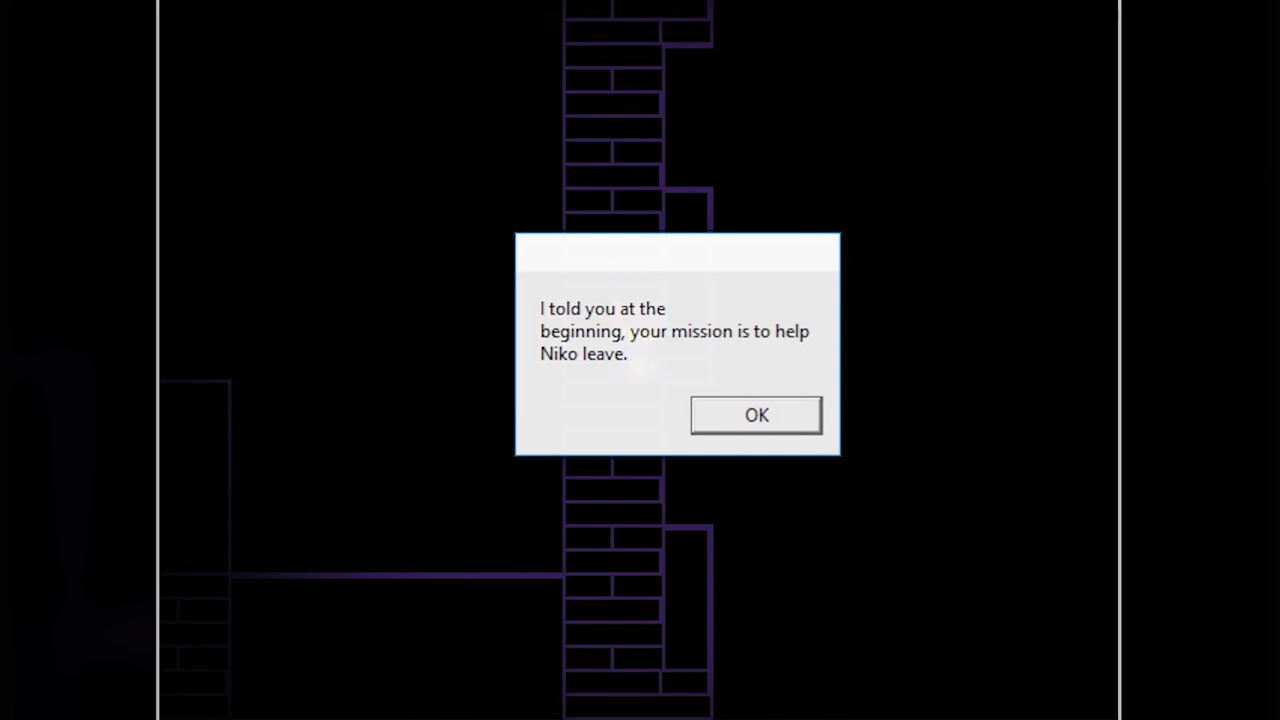 I told you at the
beginning, your mission is to help
Niko leave.
OK